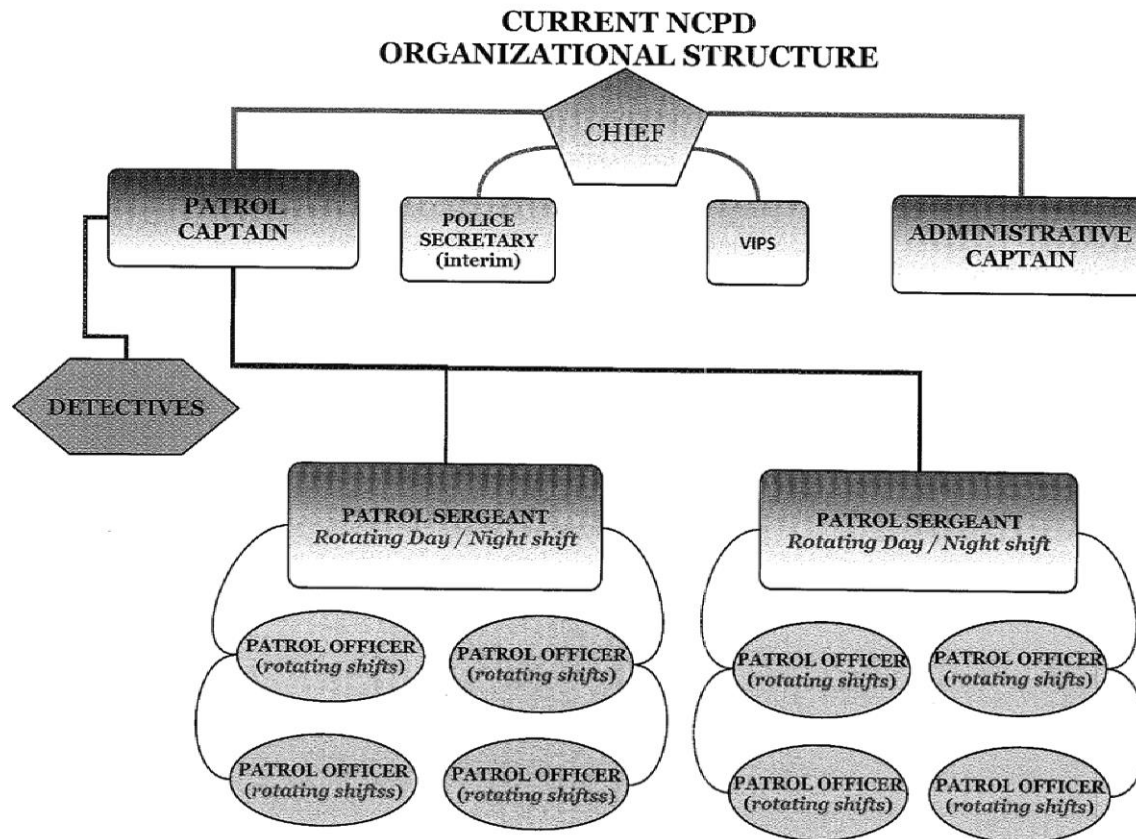 CURRENT NCPD
ORGANIZATIONAL STRUCTURE
CHIEF
PATROL
CAPTAIN
POLICE
SECRETARY
(interim)
VIPS
ADMINISTRATIVE
CAPTAIN
DETECTIVES
PATROL SERGEANT
Rotating Day / Night shift
PATROL SERGEANT
Rotating Day / Night shift
PATROL OFFICER
(rotating shifts)
PATROL OFFICER
(rotating shifts)
PATROL OFFICER
(rotating shifts)
PATROL OFFICER
(rotating shifts)
PATROL OFFICER
(rotating shiftss)
PATROL OFFICER
(rotating shiftss)
PATROL OFFICER
(rotating shifts)
PATROL OFFICER
(rotating shifts)